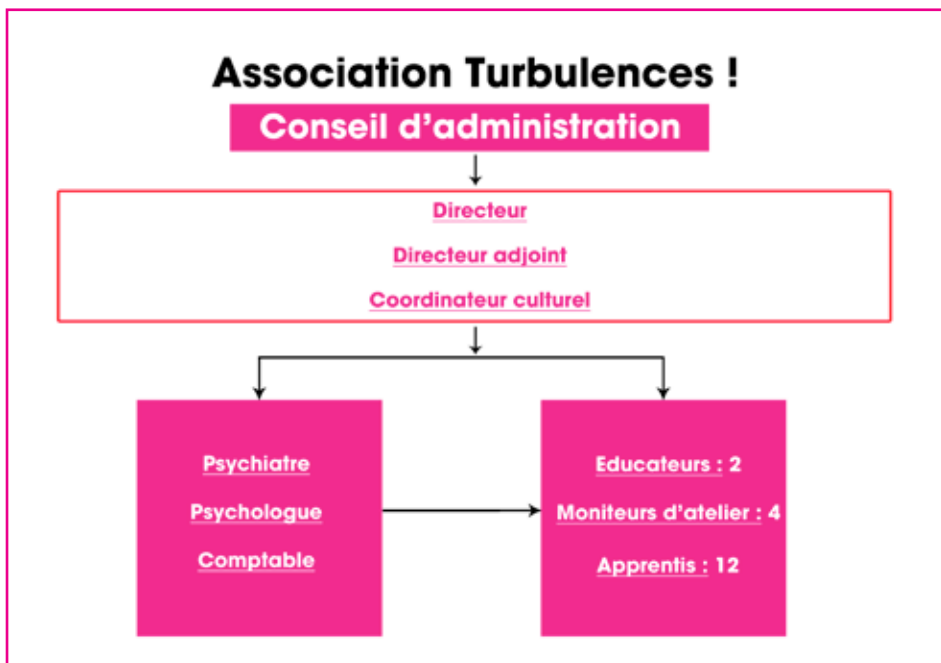 Association Turbulences !
Conseil d’administration
Directeur
Directeur adjoint
Coordinateur culturel
Psychiatre
Psychologue
Comptable
Educateurs : 2
Moniteurs d’atelier : 4
Apprentis : 12